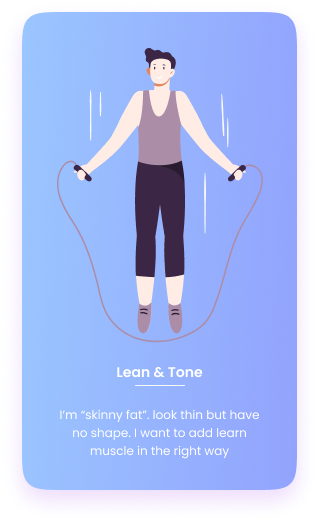 Lean & Tone
I'm “skinny fat”. look thin but have
no shape. I want to add learn
muscle in the right way